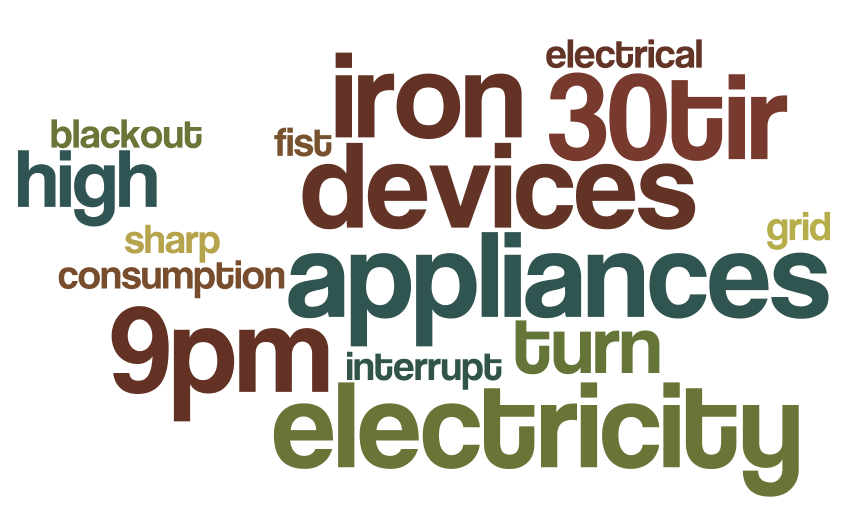 electrical
iron
30tir
blackout
fist
high
devices
sharp
grid
consumption
appliances
9pm
turn
interrupt
electricity